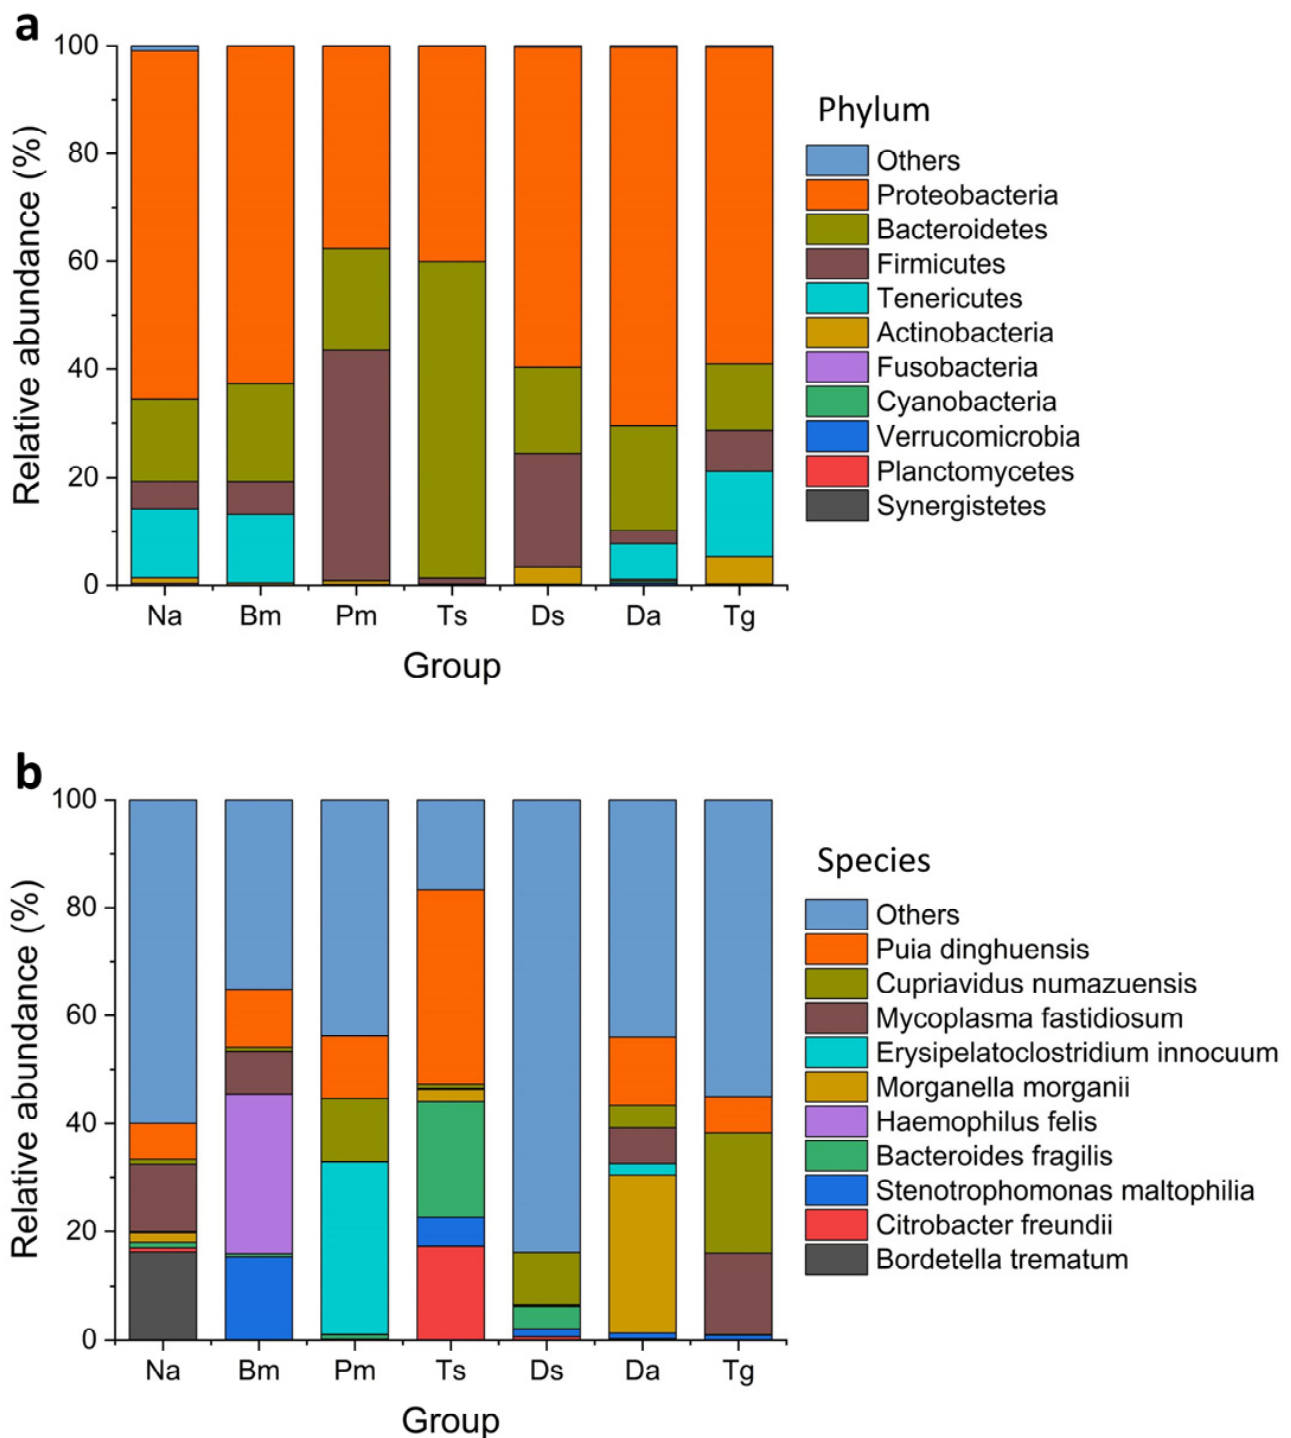 a
Relative abundance (%)
100
80
60
40
20
0
Na Bm Pm Ts Ds Da Tg
Group
Phylum
Others
Proteobacteria
Bacteroidetes
Firmicutes
Tenericutes
Actinobacteria
Fusobacteria
Cyanobacteria
Verrucomicrobia
Planctomycetes
Synergistetes
b
Relative abundance (%)
100
80
60
40
20
0
Na Bm Pm Ts Ds Da Tg
Group
Species
Others
Puia dinghuensis
Cupriavidus numazuensis
Mycoplasma fastidiosum
Erysipelatoclostridium innocuum
Morganella morganii
Haemophilus felis
Bacteroides fragilis
Stenotrophomonas maltophilia
Citrobacter freundii
Bordetella trematum